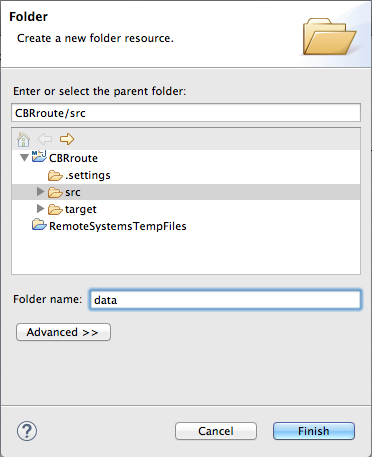 Folder
Create a new folder resource.
Enter or select the parent folder:
CBRroute/src
CBRroute
.settings
src
target
RemoteSystemsTempFiles
Folder name: data
Advanced >>
? Cancel Finish